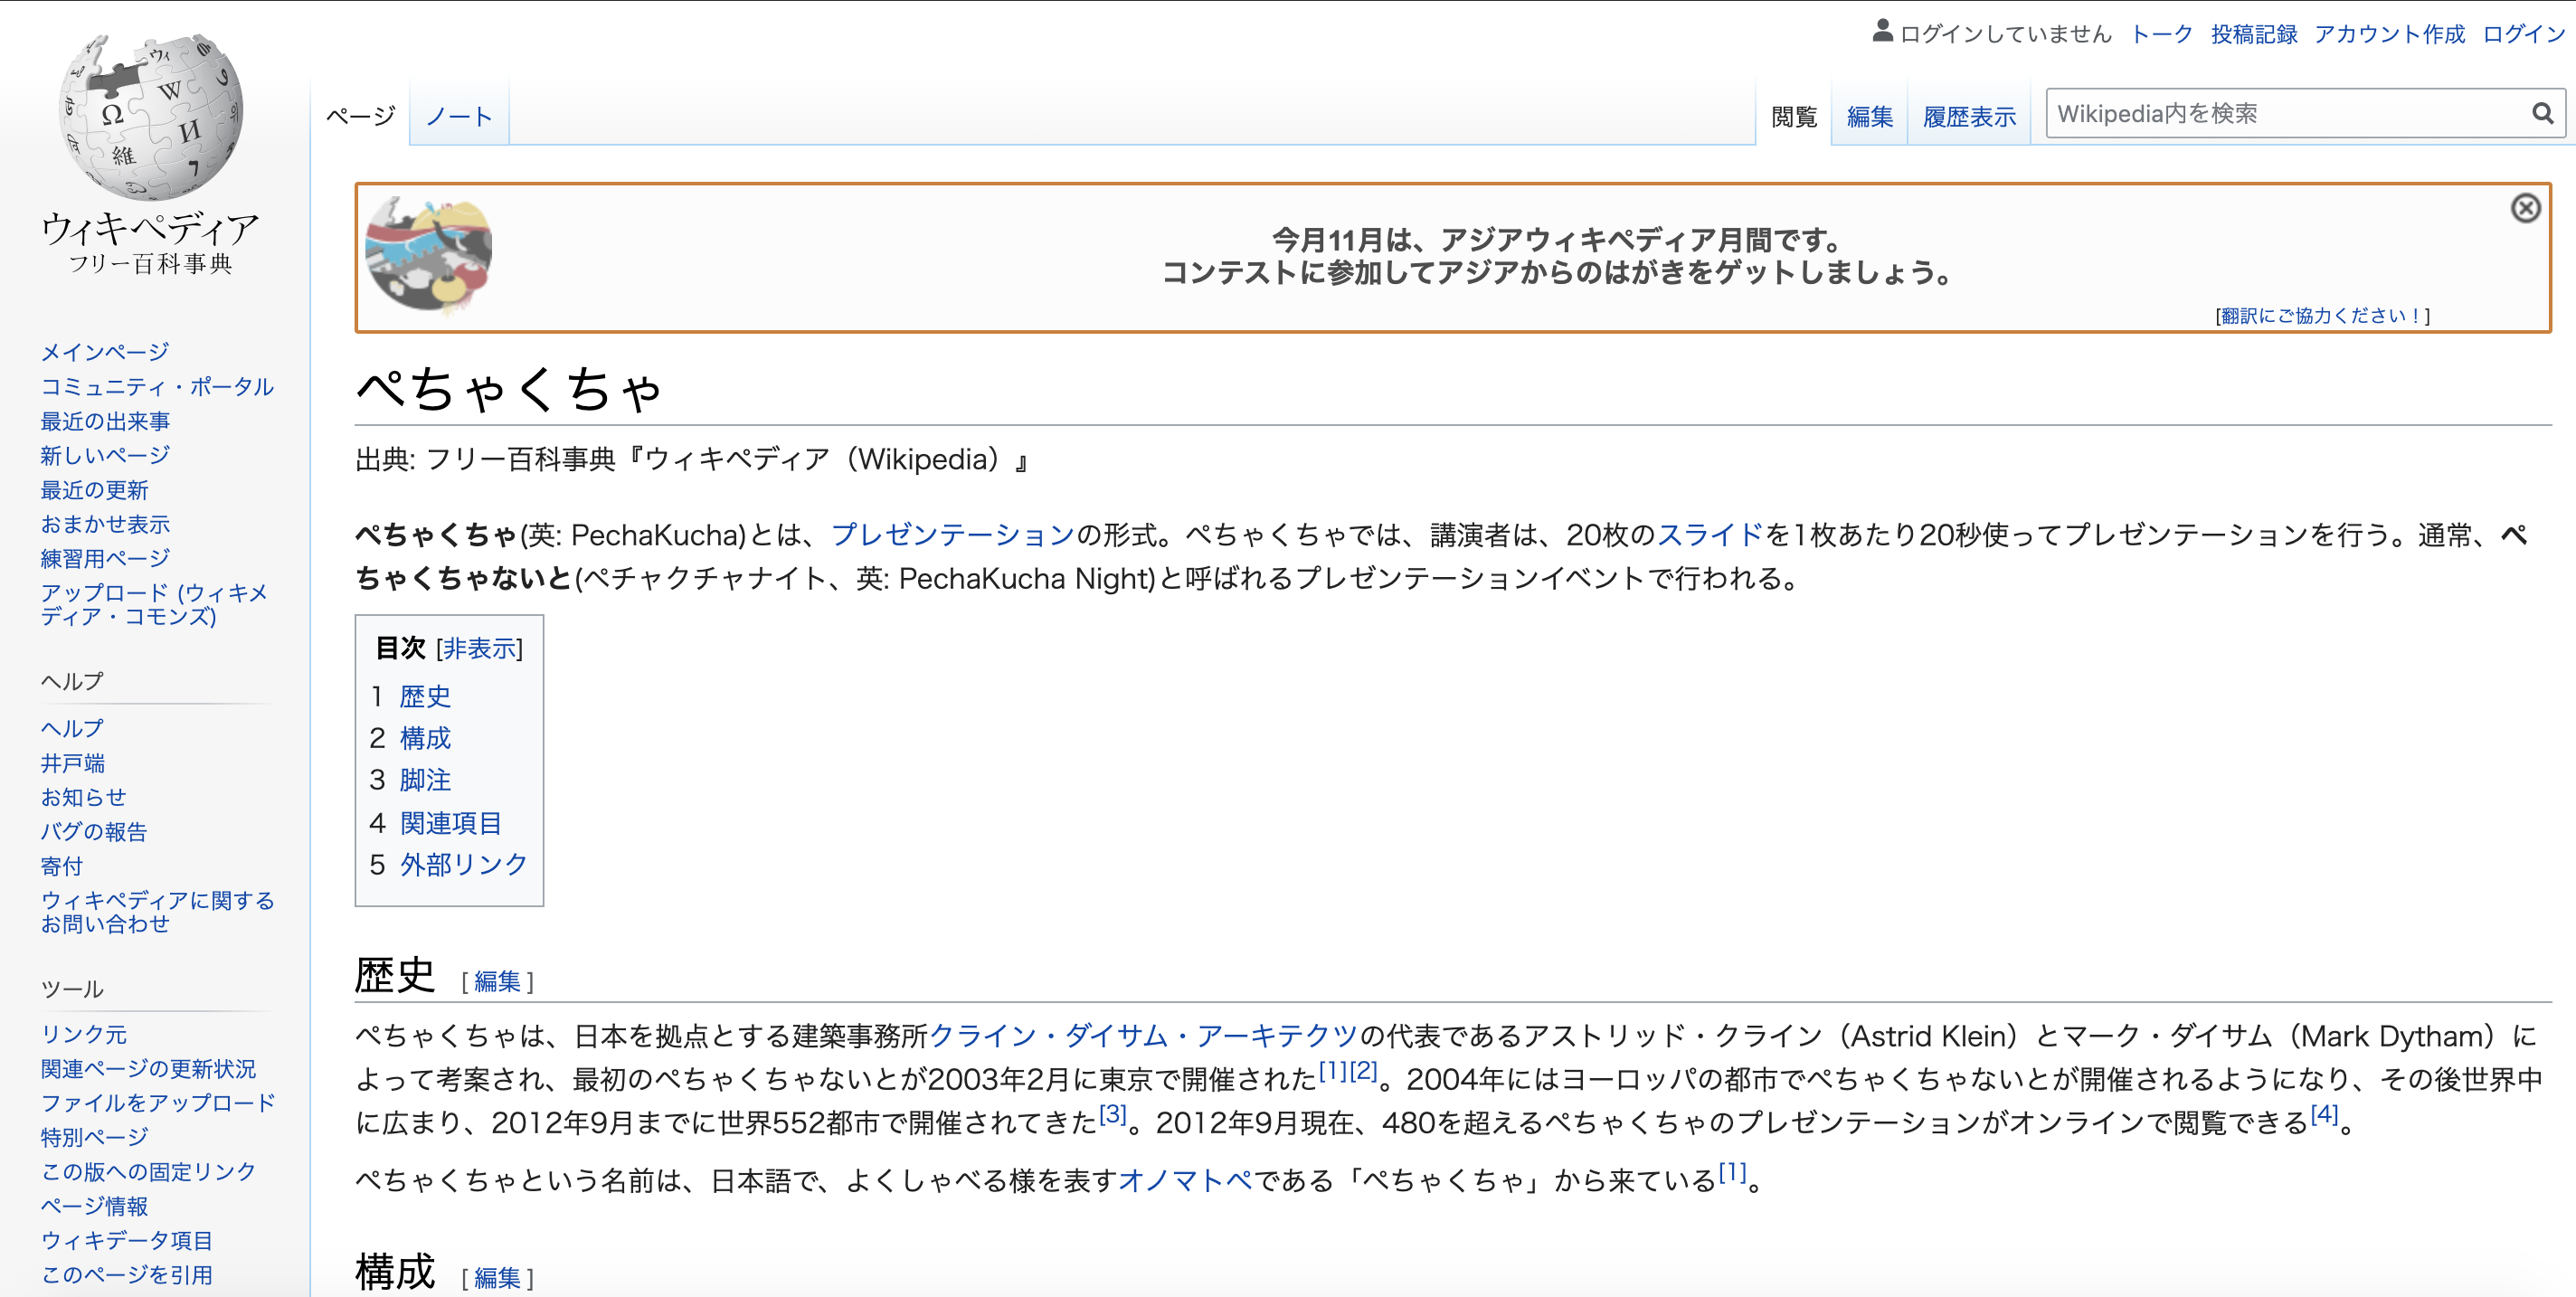 ログインしていません トーク 投稿記録 アカウント作成 ログイン
ページ ノート 閲覧 編集 履歴表示 Wikipedia内を検索
ウィキペディア
フリー百科事典
メインページ
コミュニティ・ポータル
最近の出来事
新しいページ
最近の更新
おまかせ表示
練習用ページ
アップロード (ウィキメ
ディア・コモンズ)
ヘルプ
ヘルプ
井戸端
お知らせ
バグの報告
寄付
ウィキペディアに関する
お問い合わせ
ツール
リンク元
関連ページの更新状況
ファイルをアップロード
特別ページ
この版への固定リンク
ページ情報
ウィキデータ項目
このページを引用
今月11月は、アジアウィキペディア月間です。
コンテストに参加してアジアからのはがきをゲットしましょう。
[翻訳にご協力ください！]
ぺちゃくちゃ
出典: フリー百科事典『ウィキペディア（Wikipedia）』
ぺちゃくちゃ(英: PechaKucha)とは、プレゼンテーションの形式。ぺちゃくちゃでは、講演者は、20枚のスライドを1枚あたり20秒使ってプレゼンテーションを行う。通常、ぺ
ちゃくちゃないと(ペチャクチャナイト、英: PechaKucha Night)と呼ばれるプレゼンテーションイベントで行われる。
目次 [非表示]
1 歴史
2 構成
3 脚注
4 関連項目
5 外部リンク
歴史 [ 編集 ]
ぺちゃくちゃは、日本を拠点とする建築事務所クライン・ダイサム・アーキテクツの代表であるアストリッド・クライン（Astrid Klein）とマーク・ダイサム（Mark Dytham）に
よって考案され、最初のぺちゃくちゃないとが2003年2月に東京で開催された[1][2]。2004年にはヨーロッパの都市でぺちゃくちゃないとが開催されるようになり、その後世界中
に広まり、2012年9月までに世界552都市で開催されてきた[3]。2012年9月現在、480を超えるぺちゃくちゃのプレゼンテーションがオンラインで閲覧できる[4]。
ぺちゃくちゃという名前は、日本語で、よくしゃべる様を表すオノマトペである「ぺちゃくちゃ」から来ている[1]。
構成 [ 編集 ]